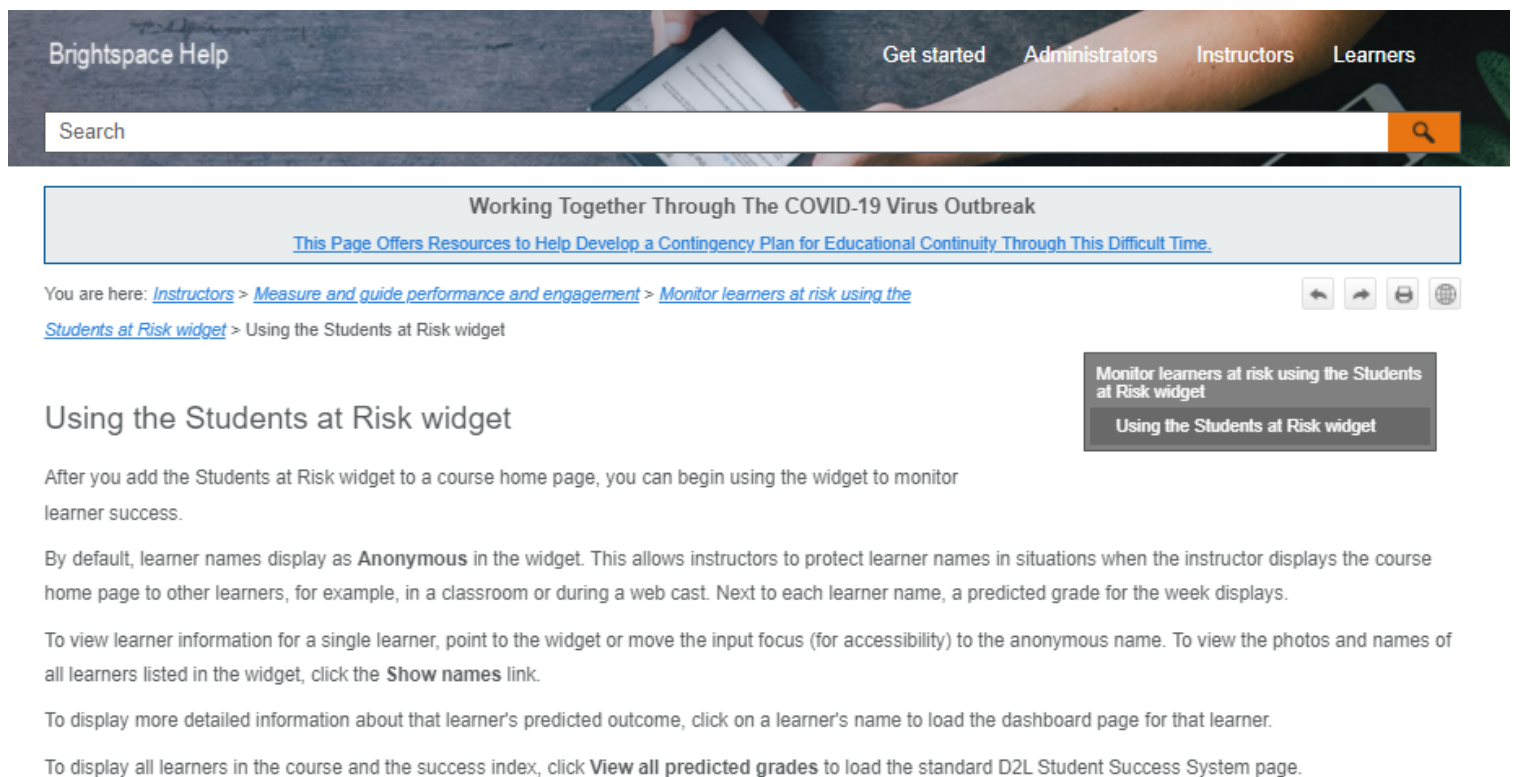 Brightspace Help
Get started Administrators Instructors Learners
Search
Working Together Through The COVID-19 Virus Outbreak
This Page Offers Resources to Help Develop a Contingency Plan for Educational Continuity Through This Difficult Time.
You are here: Instructors > Measure and guide performance and engagement > Monitor learners at risk using the
Students at Risk widget > Using the Students at Risk widget
Monitor learners at risk using the Students
at Risk widget
Using the Students at Risk widget
Using the Students at Risk widget
After you add the Students at Risk widget to a course home page, you can begin using the widget to monitor
learner success.
By default, learner names display as Anonymous in the widget. This allows instructors to protect learner names in situations when the instructor displays the course
home page to other learners, for example, in a classroom or during a web cast. Next to each learner name, a predicted grade for the week displays.
To view learner information for a single learner, point to the widget or move the input focus (for accessibility) to the anonymous name. To view the photos and names of
all learners listed in the widget, click the Show names link.
To display more detailed information about that learner's predicted outcome, click on a learner's name to load the dashboard page for that learner.
To display all learners in the course and the success index, click View all predicted grades to load the standard D2L Student Success System page.